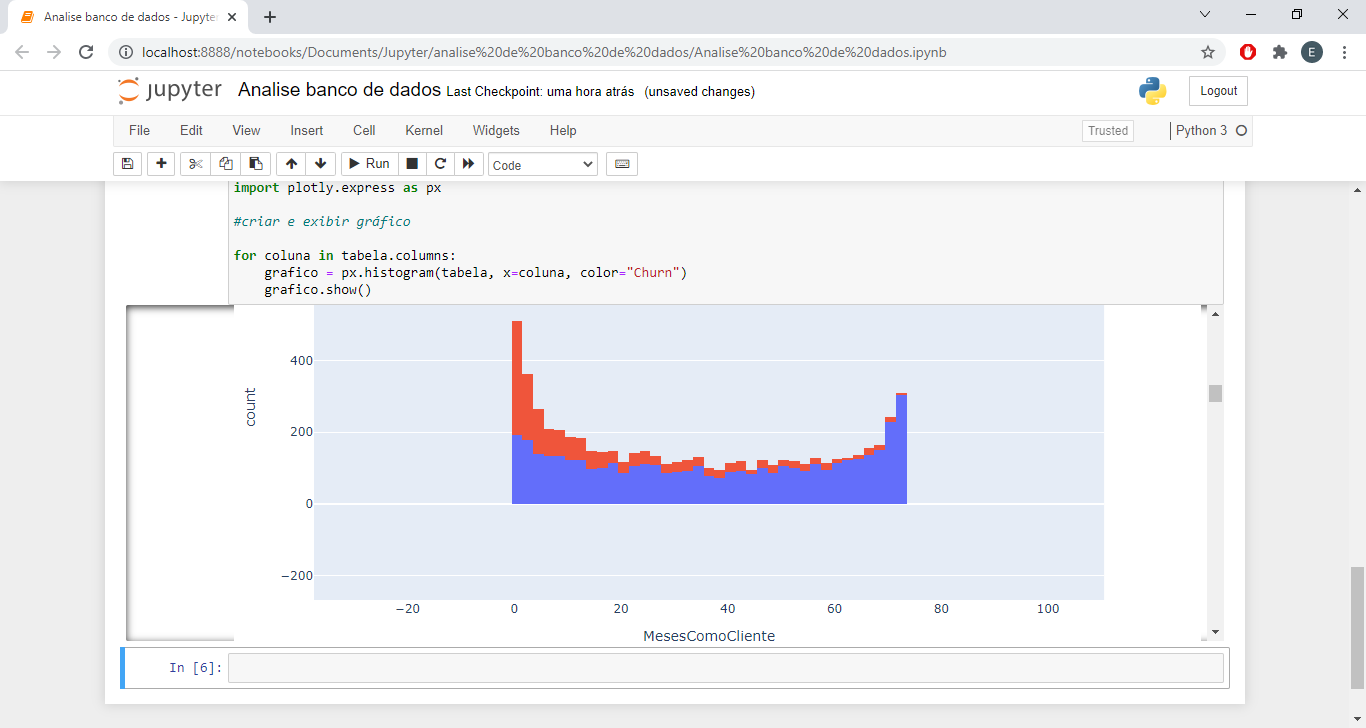 Analise banco de dados - Jupyte
localhost:8888/notebooks/Documents/Jupyter/analise%20de%20banco%20de%20dados/Analise%20banco%20de%20dados.ipynb
E
jupyter Analise banco de dados Last Checkpoint: uma hora atrás (unsaved changes)
Logout
File Edit View Insert Cell Kernel Widgets Help
Trusted
Python 3
Run
Code
import plotly.express as px
#criar e exibir gráfico
for coluna in tabela.columns:
grafico = px.histogram(tabela, x=coluna, color="Churn")
grafico.show()
400
200
0
−200
count
−20 0 20 40 60 80 100
MesesComoCliente
In [6]: